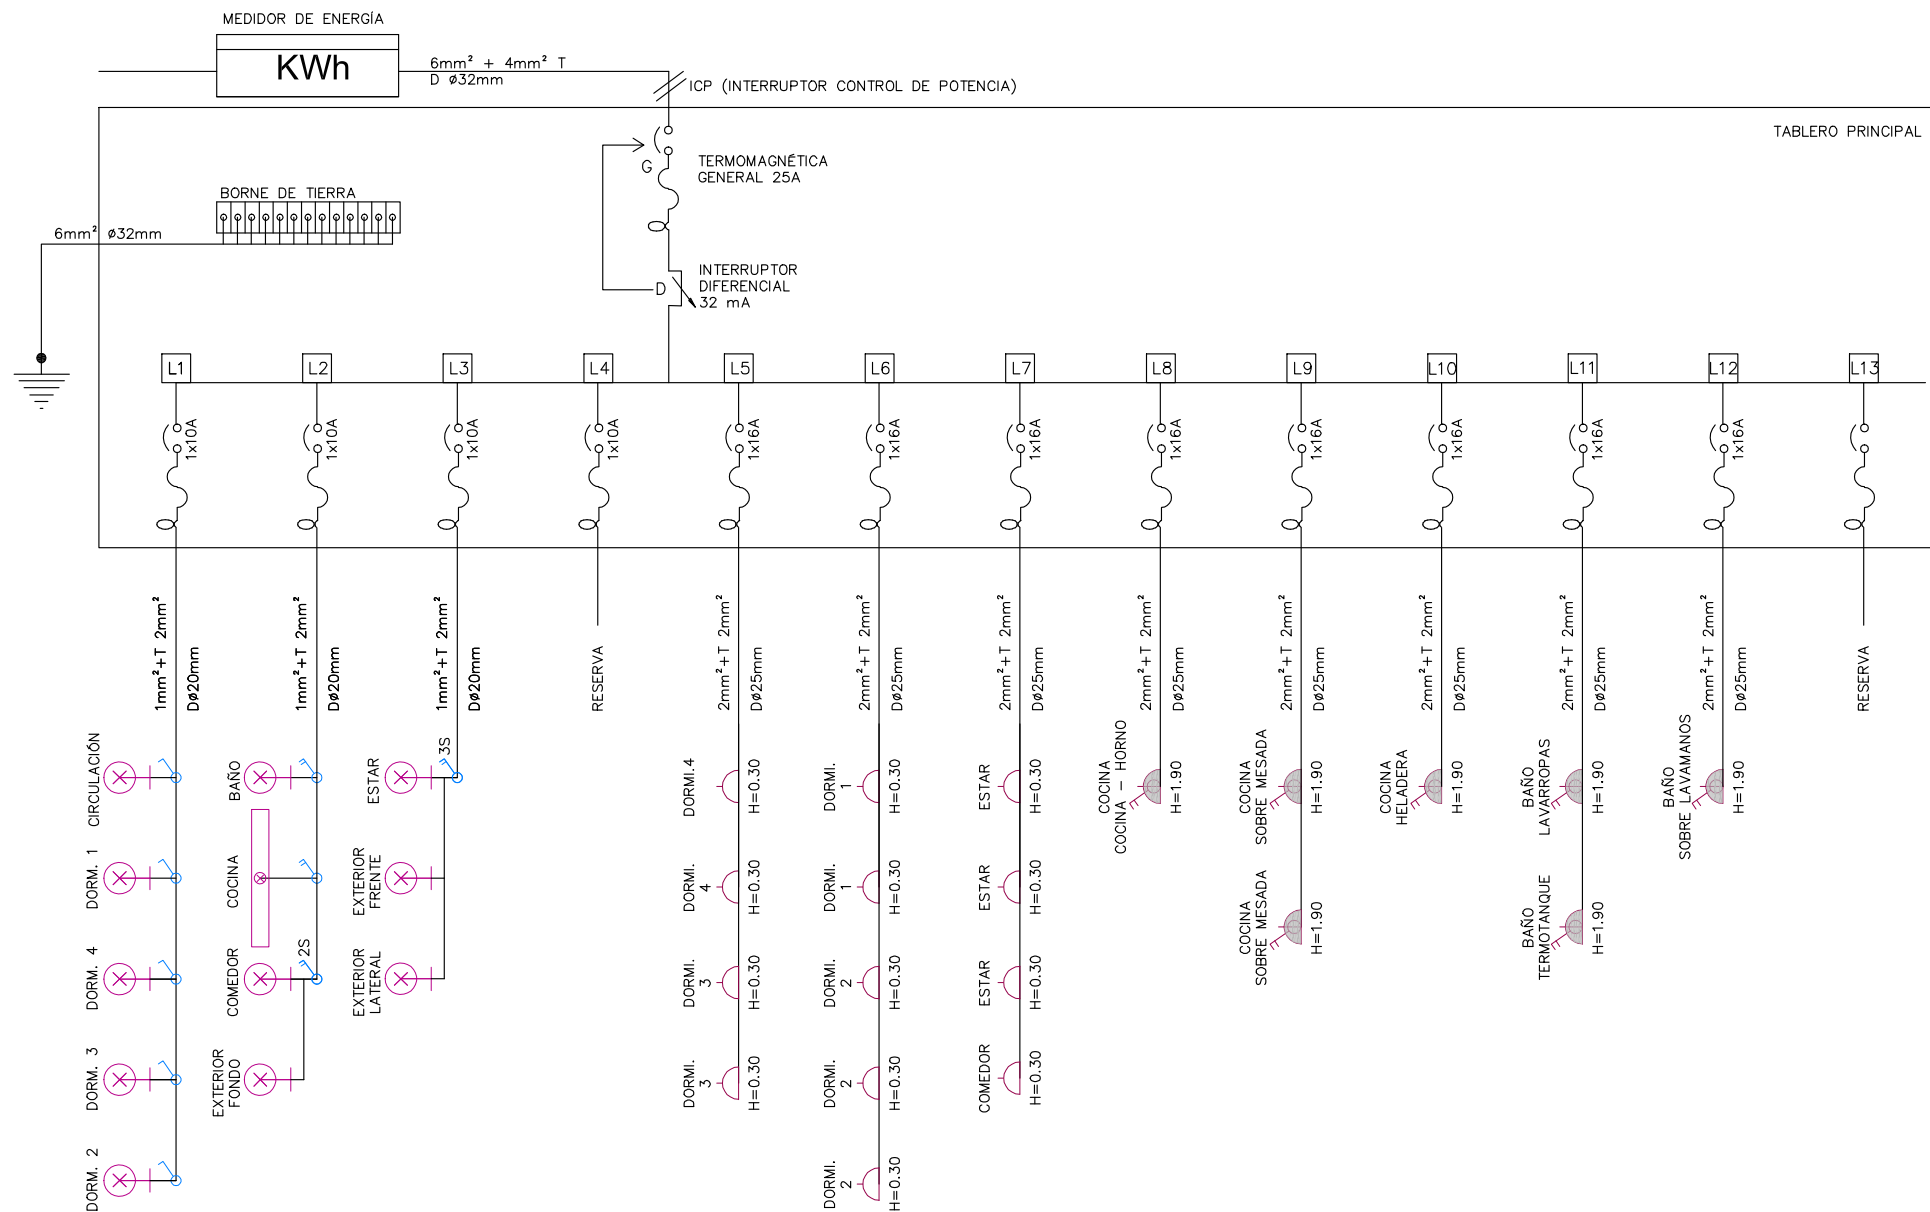 MEDIDOR DE ENERGÍA
KWh
6mm² + 4mm² T
D ø32mm
ICP (INTERRUPTOR CONTROL DE POTENCIA)
TABLERO PRINCIPAL
G
TERMOMAGNÉTICA
GENERAL 25A
BORNE DE TIERRA
6mm² ø32mm
D
INTERRUPTOR
DIFERENCIAL
32 mA
L1
L2
L3
L4
L5
L6
L7
L8
L9
L10
L11
L12
L13
1x10A
1x10A
1x10A
1x10A
1x16A
1x16A
1x16A
1x16A
1x16A
1x16A
1x16A
1x16A
1mm²+T 2mm²
Dø20mm
1mm²+T 2mm²
Dø20mm
1mm²+T 2mm²
Dø20mm
RESERVA
2mm²+T 2mm²
Dø25mm
2mm²+T 2mm²
Dø25mm
2mm²+T 2mm²
Dø25mm
2mm²+T 2mm²
Dø25mm
2mm²+T 2mm²
Dø25mm
2mm²+T 2mm²
Dø25mm
2mm²+T 2mm²
Dø25mm
2mm²+T 2mm²
Dø25mm
RESERVA
CIRCULACIÓN
DORM. 1
DORM. 4
DORM. 3
DORM. 2
BAÑO
COCINA
COMEDOR
2S
EXTERIOR
FONDO
ESTAR
3S
EXTERIOR
FRENTE
EXTERIOR
LATERAL
DORMI.4
H=0.30
DORMI.
4
H=0.30
DORMI.
3
H=0.30
DORMI.
3
H=0.30
DORMI.
1
H=0.30
DORMI.
1
H=0.30
DORMI.
2
H=0.30
DORMI.
2
H=0.30
DORMI.
2
H=0.30
ESTAR
H=0.30
ESTAR
H=0.30
ESTAR
H=0.30
COMEDOR
H=0.30
COCINA
COCINA - HORNO
H=1.90
COCINA
SOBRE MESADA
H=1.90
COCINA
SOBRE MESADA
H=1.90
COCINA
HELADERA
H=1.90
BAÑO
LAVARROPAS
H=1.90
BAÑO
TERMOTANQUE
H=1.90
BAÑO
SOBRE LAVAMANOS
H=1.90